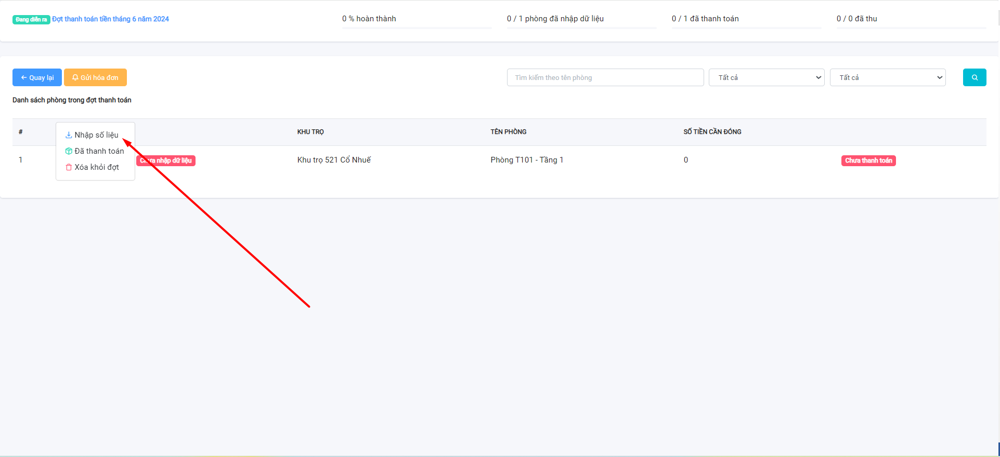 Đang diễn ra Đợt thanh toán tiền tháng 6 năm 2024
0 % hoàn thành
0 / 1 phòng đã nhập dữ liệu
0 / 1 đã thanh toán
0 / 0 đã thu
Quay lại
Gửi hóa đơn
Tìm kiếm theo tên phòng
Tất cả
Tất cả
Danh sách phòng trong đợt thanh toán
# KHU TRỌ TÊN PHÒNG SỐ TIỀN CẦN ĐÓNG
Nhập số liệu
Đã thanh toán
Xóa khỏi đợt
1 Chưa nhập dữ liệu Khu trọ 521 Cổ Nhuế Phòng T101 - Tầng 1 0 Chưa thanh toán